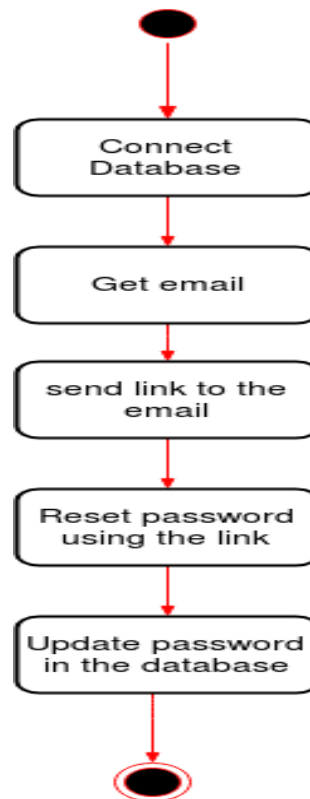 Connect
Database
Get email
send link to the
email
Reset password
using the link
Update password
in the database